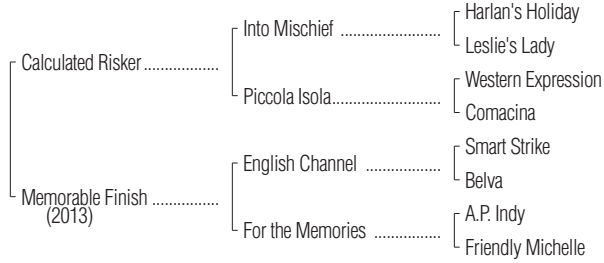 Harlan's Holiday
Into Mischief .......................
Leslie's Lady
Calculated Risker .................
Western Expression
Piccola Isola.........................
Comacina
Smart Strike
English Channel .................
Belva
Memorable Finish ...............
(2013)
A.P. Indy
For the Memories ...............
Friendly Michelle